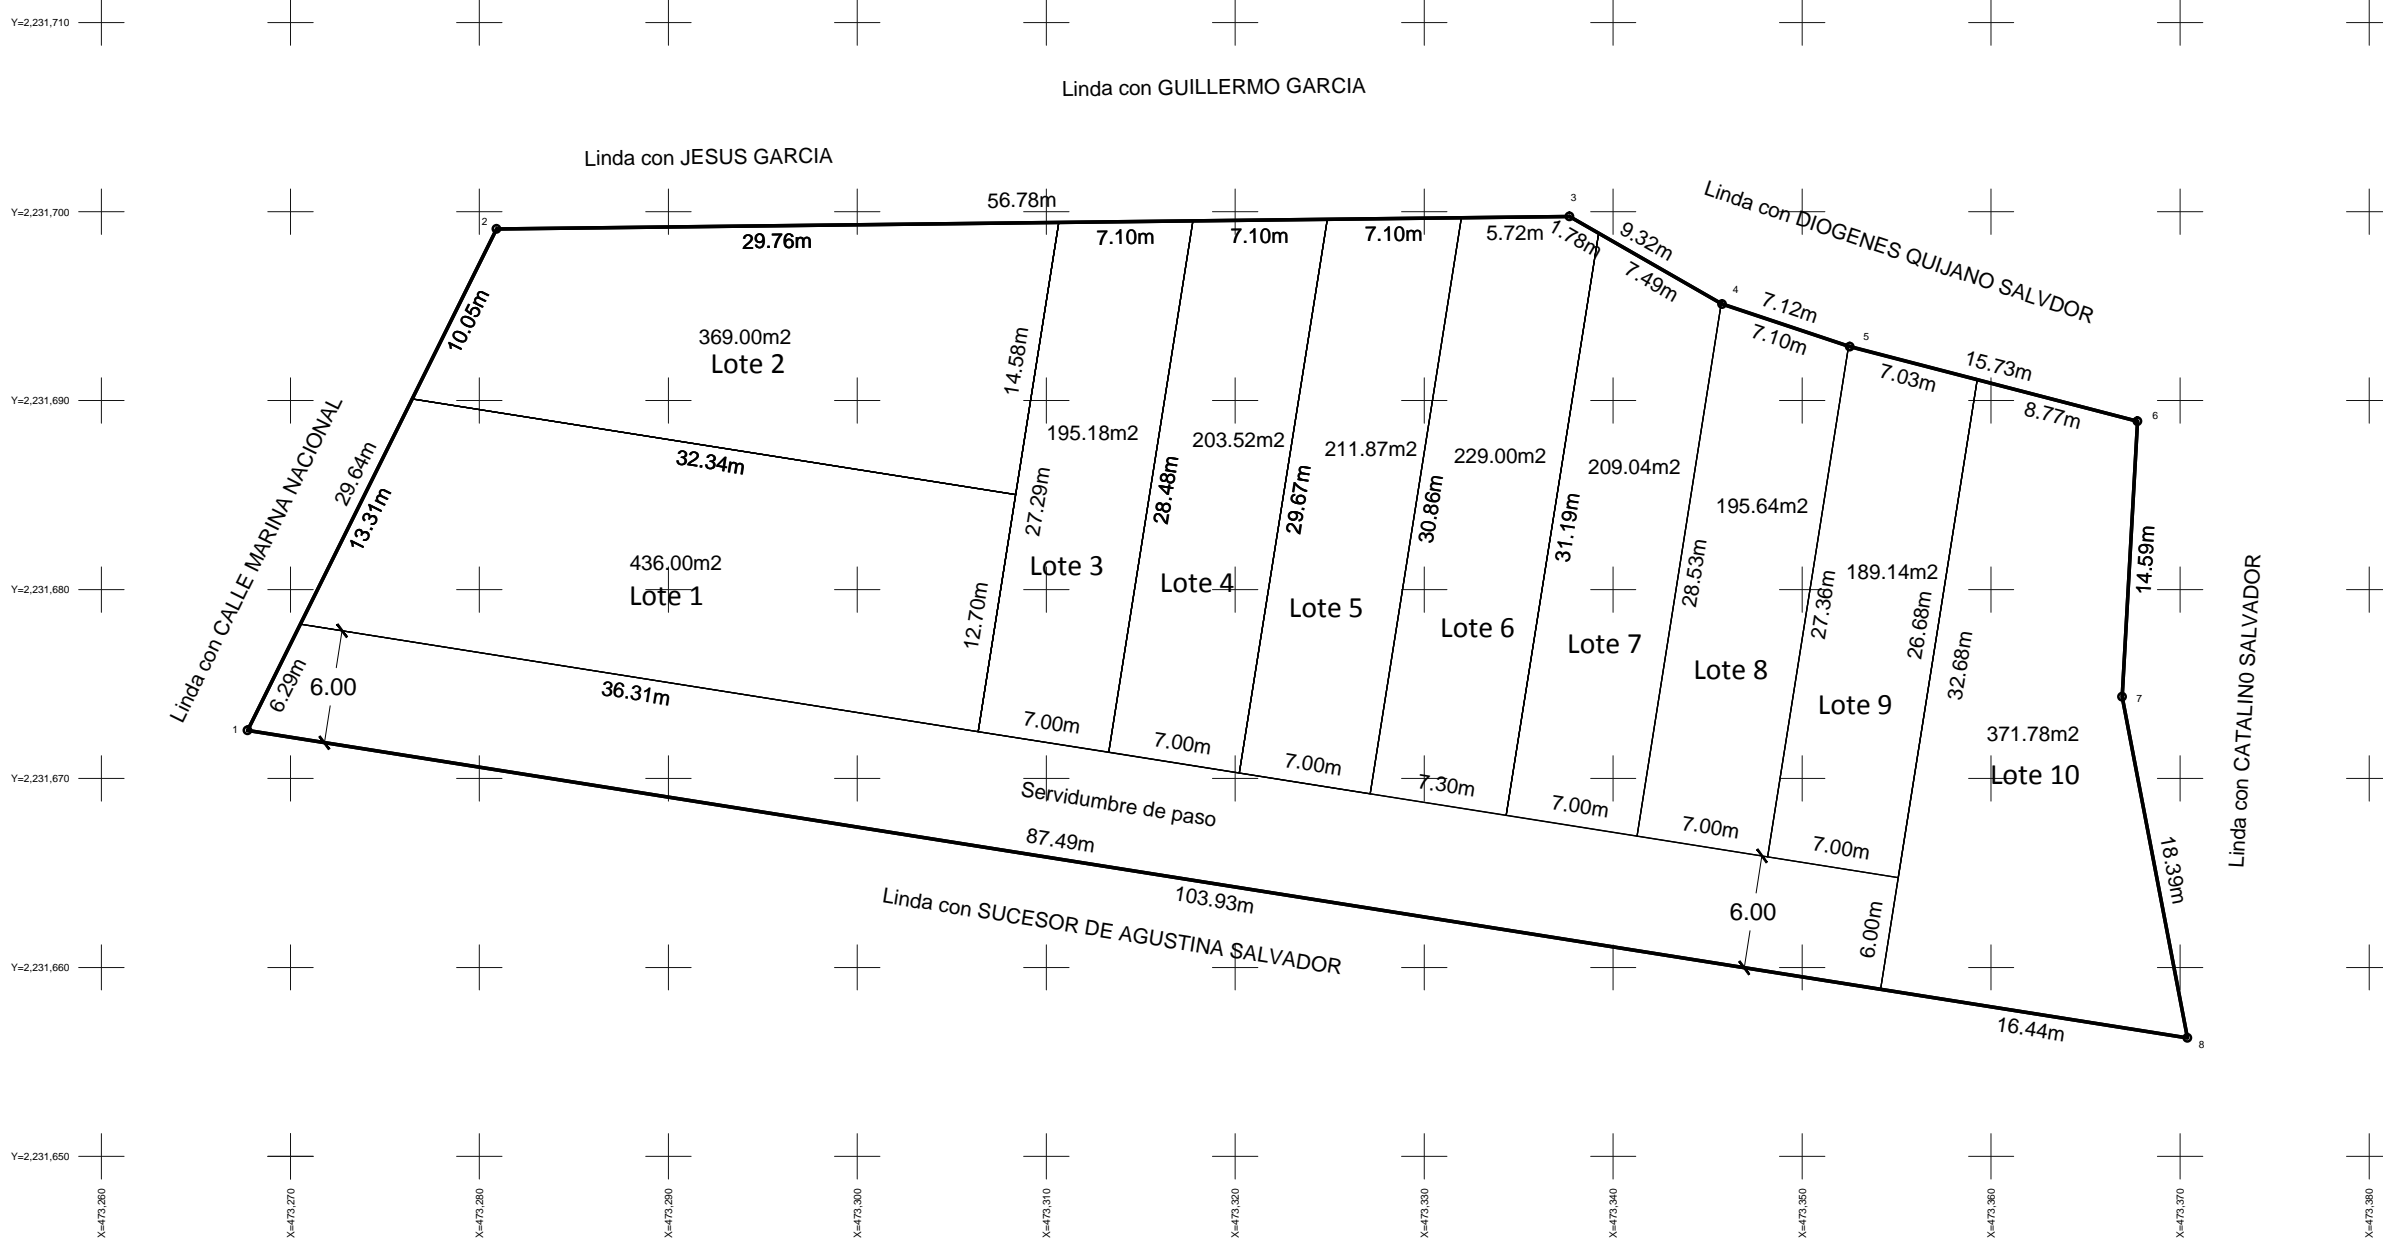 Y=2,231,710
Linda con GUILLERMO GARCIA
Linda con JESUS GARCIA
Linda con DIOGENES QUIJANO SALVDOR
Y=2,231,700
2
56.78m
3
29.76m
7.10m
7.10m
7.10m
5.72m
1.78m
9.32m
7.49m
4
7.12m
7.10m
5
15.73m
7.03m
8.77m
6
10.05m
369.00m2
Lote 2
14.58m
Y=2,231,690
Linda con CALLE MARINA NACIONAL
29.64m
13.31m
32.34m
195.18m2
203.52m2
211.87m2
229.00m2
209.04m2
195.64m2
189.14m2
27.29m
28.48m
29.67m
30.86m
31.19m
28.53m
27.36m
26.68m
32.68m
14.59m
436.00m2
Lote 1
Lote 3
Lote 4
Lote 5
Lote 6
Lote 7
Lote 8
Lote 9
Y=2,231,680
12.70m
6.29m
6.00
36.31m
1
7
371.78m2
Lote 10
Linda con CATALIN0 SALVADOR
7.00m
7.00m
7.00m
7.30m
7.00m
7.00m
7.00m
Y=2,231,670
Servidumbre de paso
87.49m
103.93m
Linda con SUCESOR DE AGUSTINA SALVADOR
6.00
6.00m
18.39m
Y=2,231,660
16.44m
8
Y=2,231,650
X=473,260
X=473,270
X=473,280
X=473,290
X=473,300
X=473,310
X=473,320
X=473,330
X=473,340
X=473,350
X=473,360
X=473,370
X=473,380